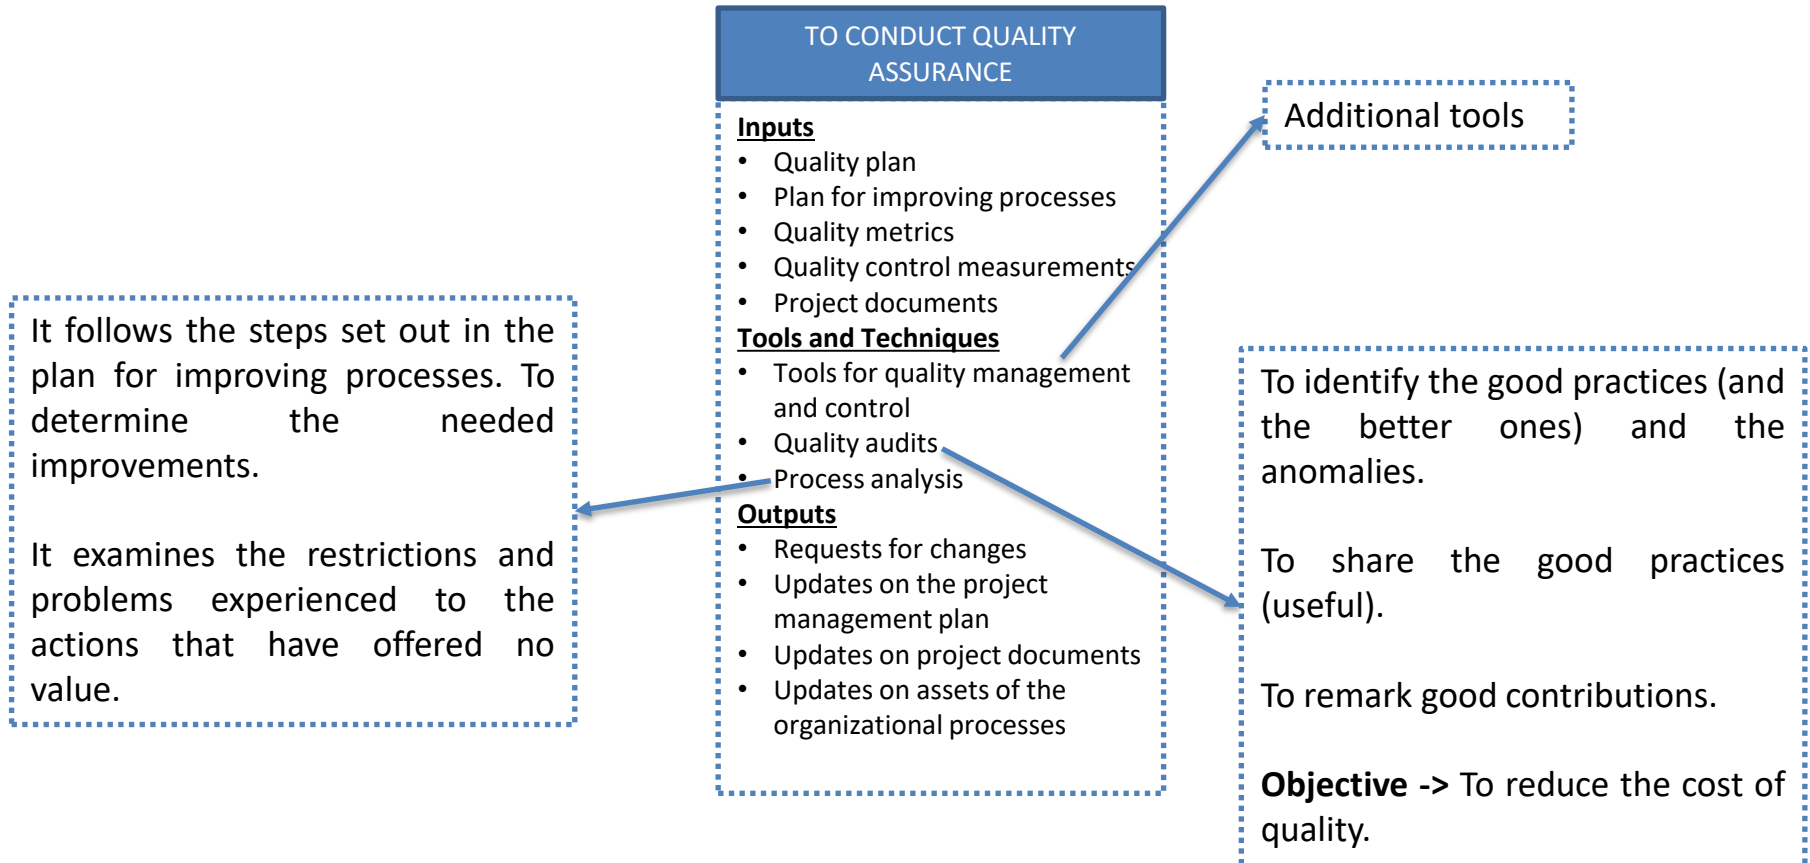 TO CONDUCT QUALITY
ASSURANCE
Inputs
• Quality plan
• Plan for improving processes
• Quality metrics
• Quality control measurements
• Project documents
Tools and Techniques
• Tools for quality management
and control
• Quality audits
• Process analysis
Outputs
• Requests for changes
• Updates on the project
management plan
• Updates on project documents
• Updates on assets of the
organizational processes
Additional tools
It follows the steps set out in the
plan for improving processes. To
determine the needed
improvements.
It examines the restrictions and
problems experienced to the
actions that have offered no
value.
To identify the good practices (and
the better ones) and the
anomalies.
To share the good practices
(useful).
To remark good contributions.
Objective -> To reduce the cost of
quality.